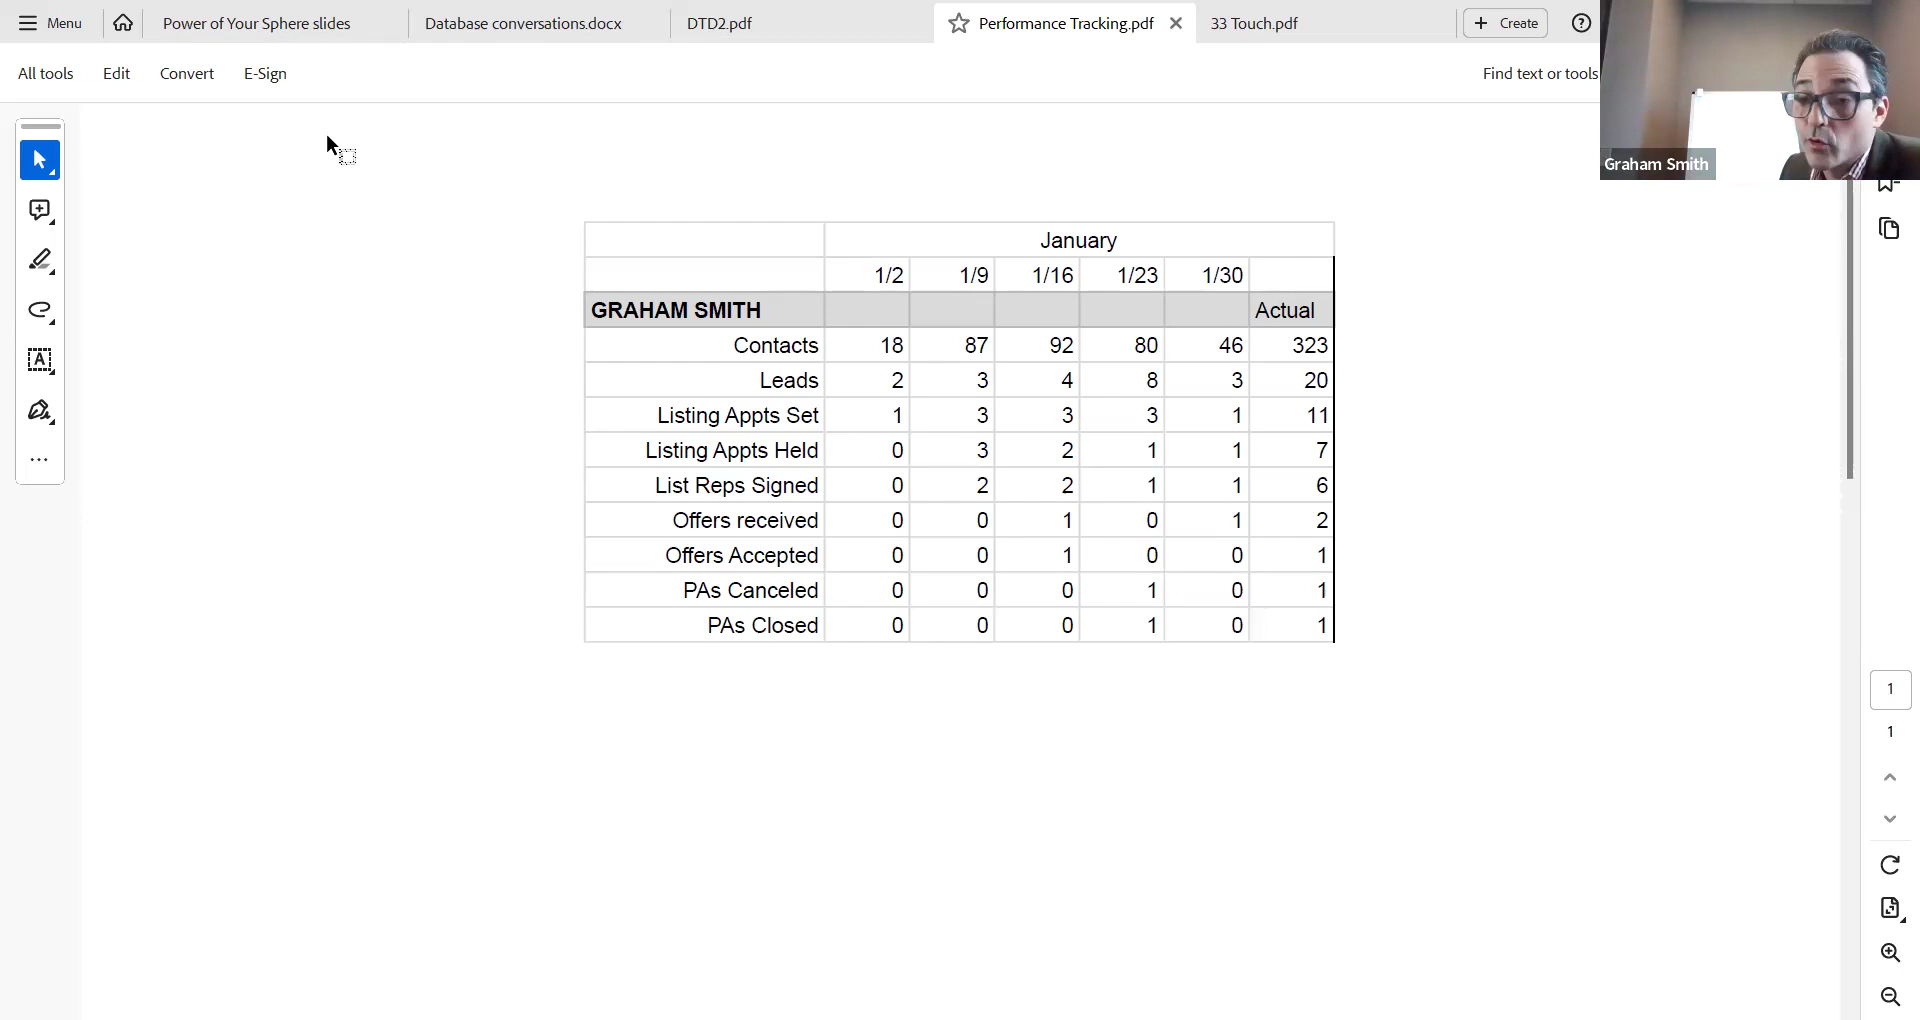 Menu Power of Your Sphere slides Database conversations.docx DTD2.pdf Performance Tracking.pdf 33 Touch.pdf Create
All tools Edit Convert E-Sign Find text or tools
Graham Smith
January
1/2 1/9 1/16 1/23 1/30
GRAHAM SMITH Actual
Contacts 18 87 92 80 46 323
Leads 2 3 4 8 3 20
Listing Appts Set 1 3 3 3 1 11
Listing Appts Held 0 3 2 1 1 7
List Reps Signed 0 2 2 1 1 6
Offers received 0 0 1 0 1 2
Offers Accepted 0 0 1 0 0 1
PAs Canceled 0 0 0 1 0 1
PAs Closed 0 0 0 1 0 1
1
1